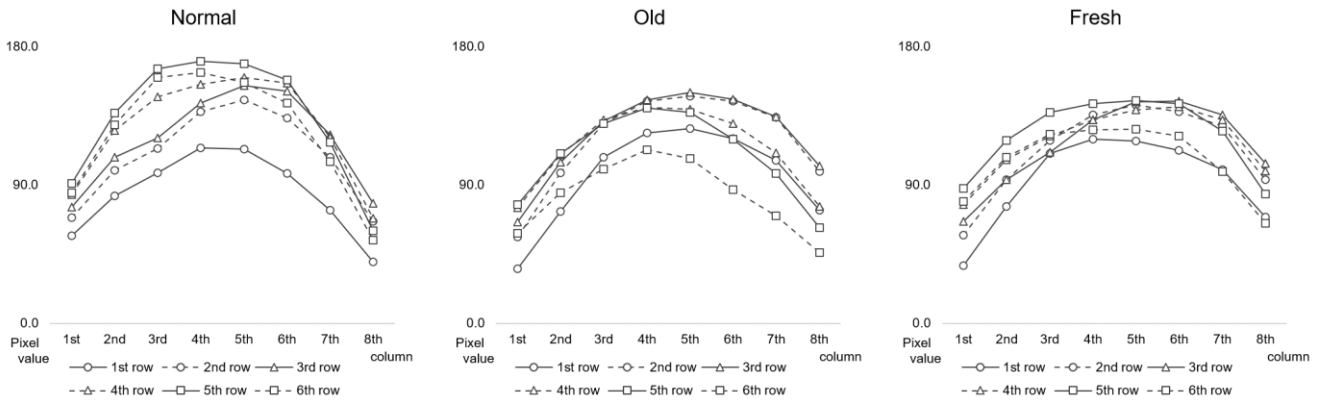 Normal
180.0
90.0
0.0
Pixel value
1st 2nd 3rd 4th 5th 6th 7th 8th
column
1st row 2nd row 3rd row
4th row 5th row 6th row
Old
180.0
90.0
0.0
Pixel value
1st 2nd 3rd 4th 5th 6th 7th 8th
column
1st row 2nd row 3rd row
4th row 5th row 6th row
Fresh
180.0
90.0
0.0
Pixel value
1st 2nd 3rd 4th 5th 6th 7th 8th
column
1st row 2nd row 3rd row
4th row 5th row 6th row